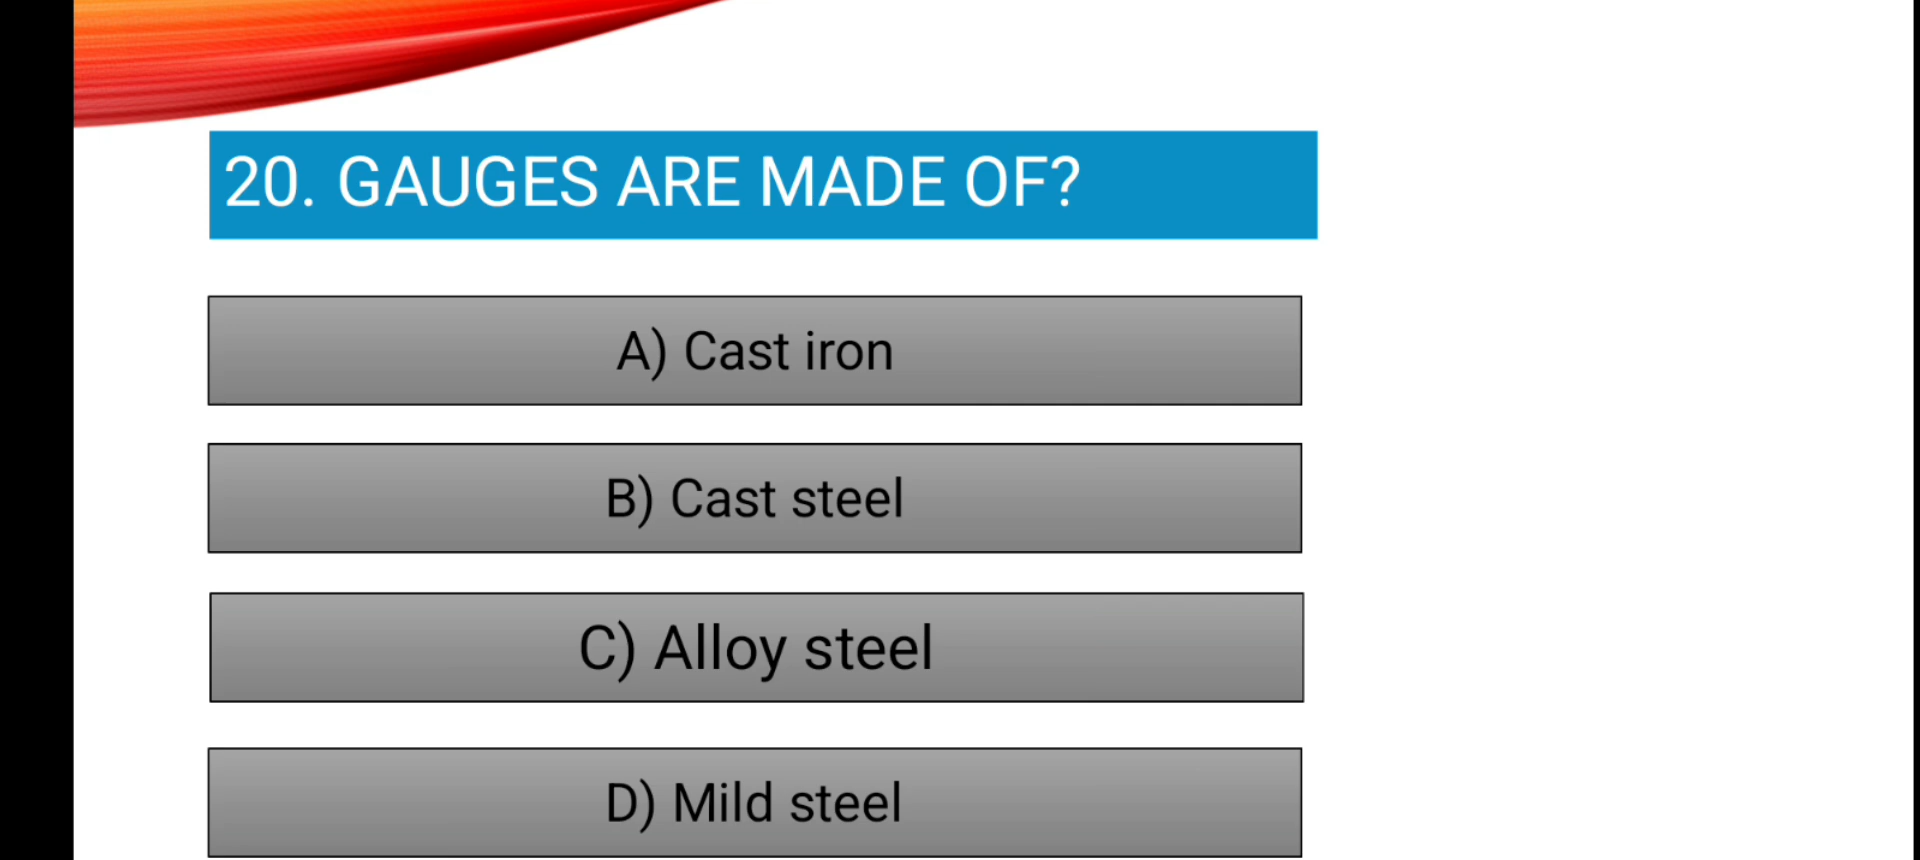 20. GAUGES ARE MADE OF?
A) Cast iron
B) Cast steel
C) Alloy steel
D) Mild steel